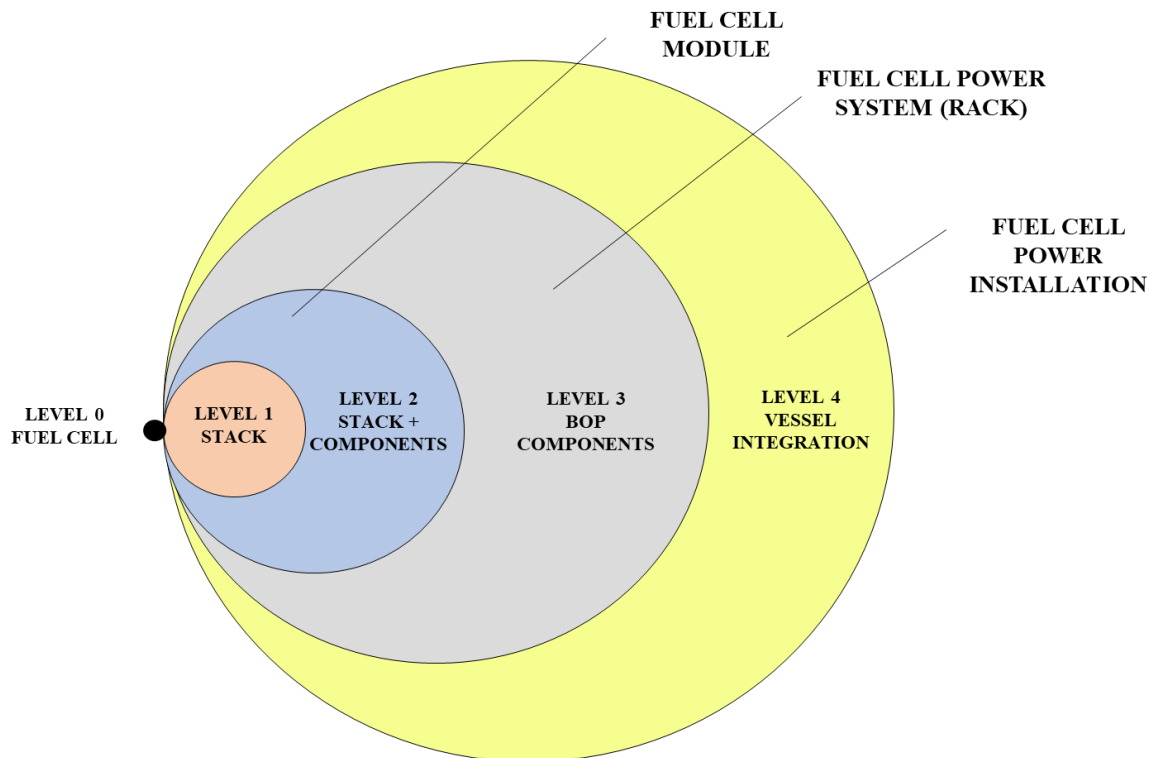 FUEL CELL
MODULE
FUEL CELL POWER
SYSTEM (RACK)
FUEL CELL
POWER
INSTALLATION
LEVEL 0
FUEL CELL
LEVEL 1
STACK
LEVEL 2
STACK +
COMPONENTS
LEVEL 3
BOP
COMPONENTS
LEVEL 4
VESSEL
INTEGRATION